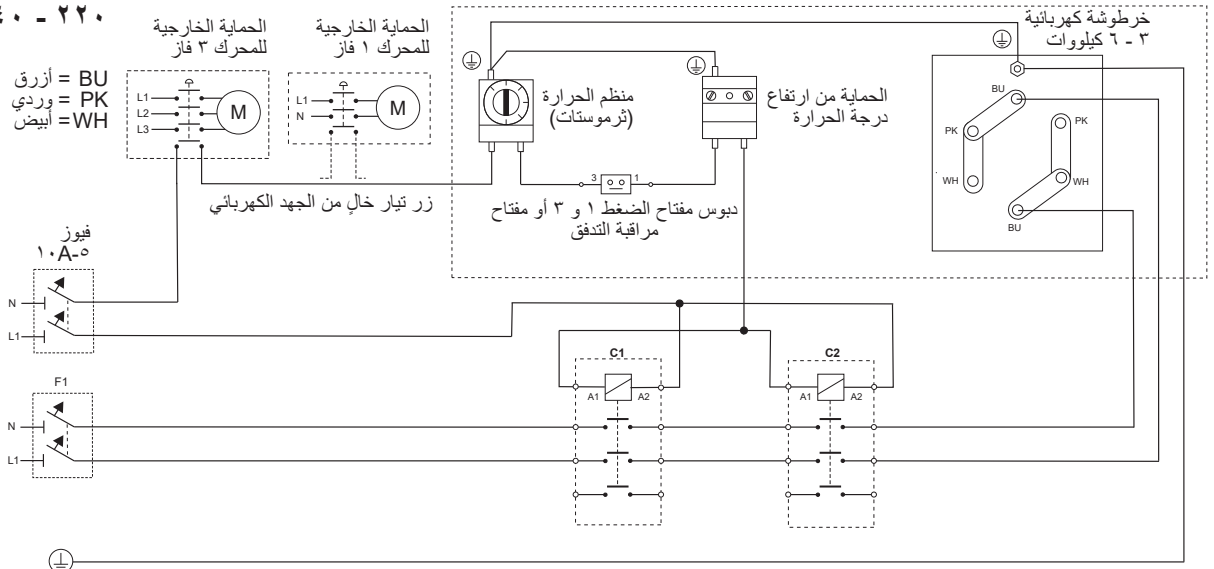 ٢٢٠ - ٤٠
الحماية الخارجية
للمحرك ٣ فاز
الحماية الخارجية
للمحرك ١ فاز
خرطوشة كهربائية
٣ - ٦ كيلووات
BU = أزرق
PK = وردي
WH = أبيض
L1
L2
L3
M
L1
N
M
منظم الحرارة
(ثرموستات)
الحماية من ارتفاع
درجة الحرارة
BU
PK
PK
WH
WH
BU
3
1
زر تيار خالٍ من الجهد الكهربائي
دبوس مفتاح الضغط ١ و ٣ أو مفتاح
مراقبة التدفق
فيوز
١٠A-٥
N
L1
C1
C2
A1
A2
A1
A2
F1
N
L1